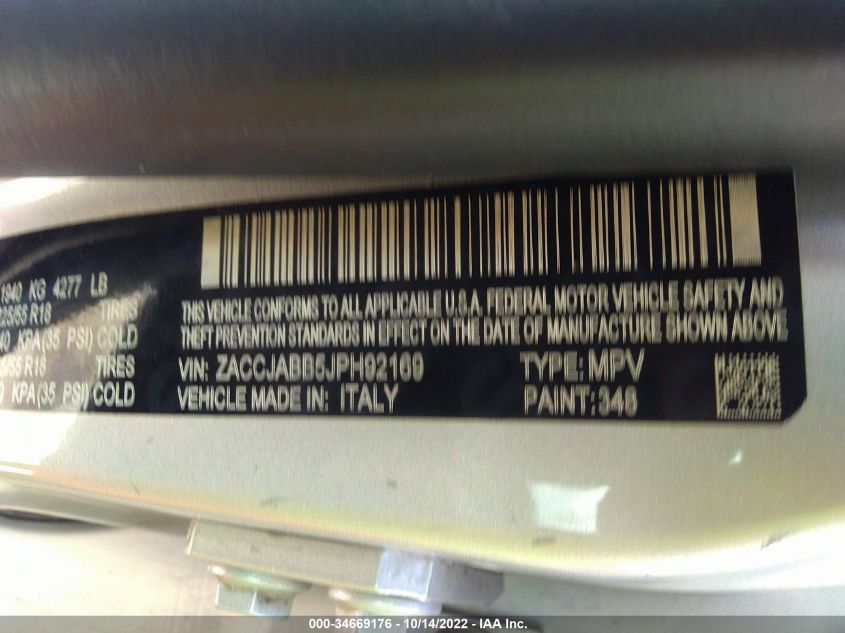 1940 KG 4277 LB
R18 TIRES
KPA(35 PSI) COLD
R18 TIRES
KPA(35 PSI) COLD
THIS VEHICLE CONFORMS TO ALL APPLICABLE U.S.A. FEDERAL MOTOR VEHICLE SAFETY AND
THEFT PREVENTION STANDARDS IN EFFECT ON THE DATE OF MANUFACTURE SHOWN ABOVE
VIN: ZACCJABB5JPH92169 TYPE: MPV
VEHICLE MADE IN: ITALY PAINT: 348
000-34669176 - 10/14/2022 - IAA Inc.